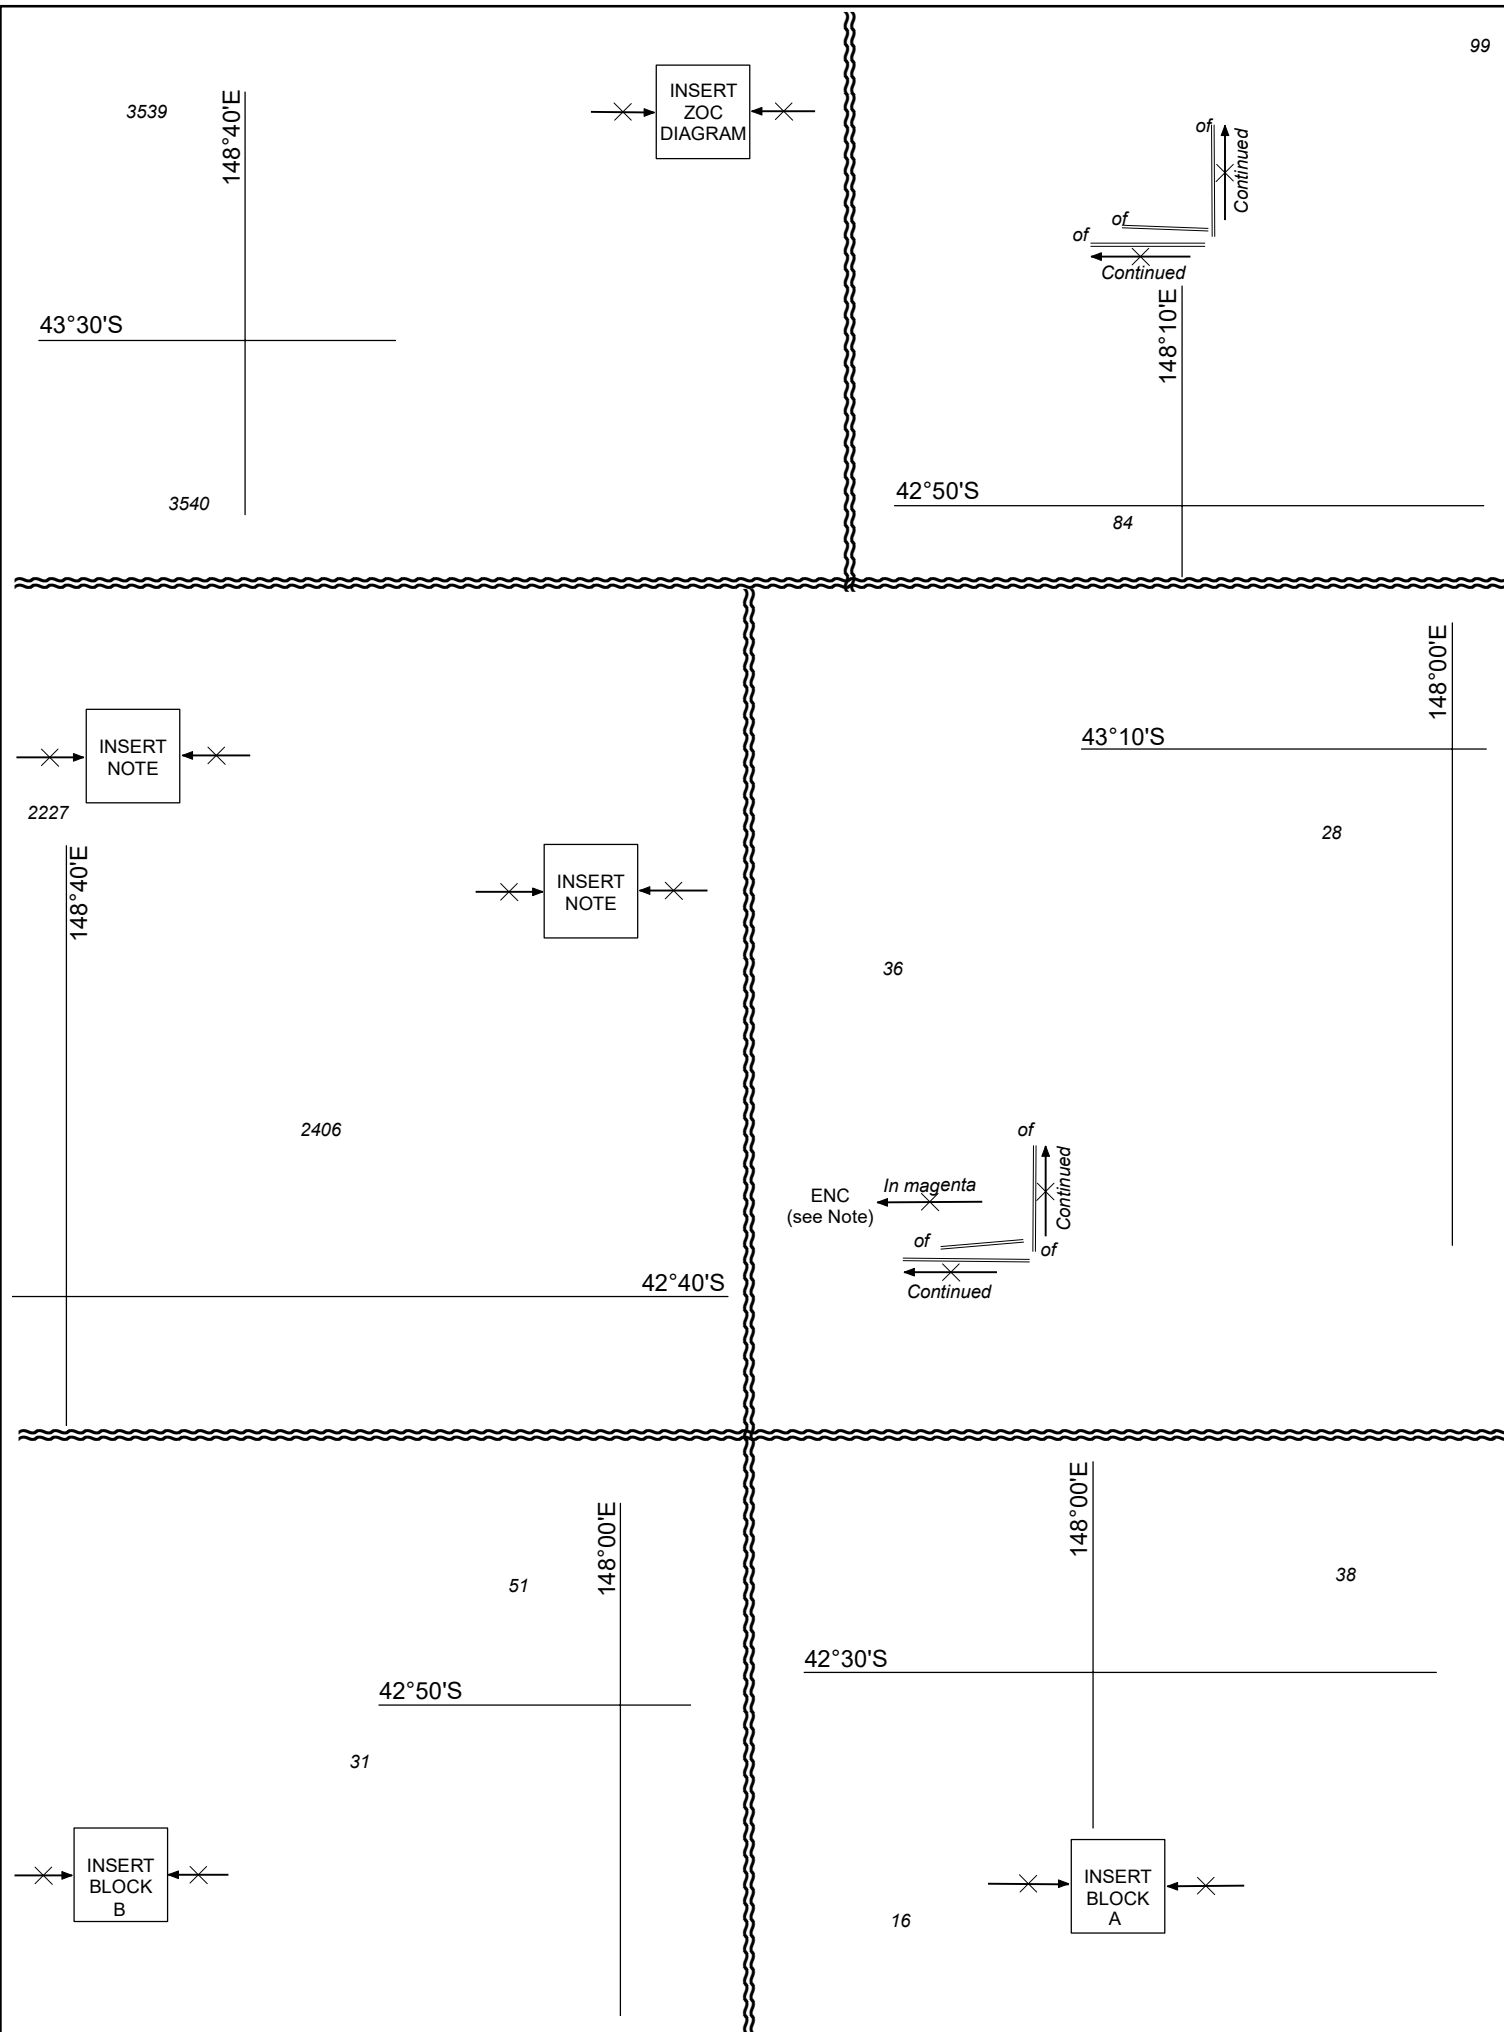 3539
148°40'E
INSERT
ZOC
DIAGRAM
43°30'S
3540
99
of
Continued
of
of
Continued
148°10'E
42°50'S
84
INSERT
NOTE
2227
148°40'E
INSERT
NOTE
2406
42°40'S
148°00'E
43°10'S
28
36
of
Continued
In magenta
ENC
(see Note)
of
of
Continued
148°00'E
51
42°50'S
31
INSERT
BLOCK
B
148°00'E
38
42°30'S
INSERT
BLOCK
A
16